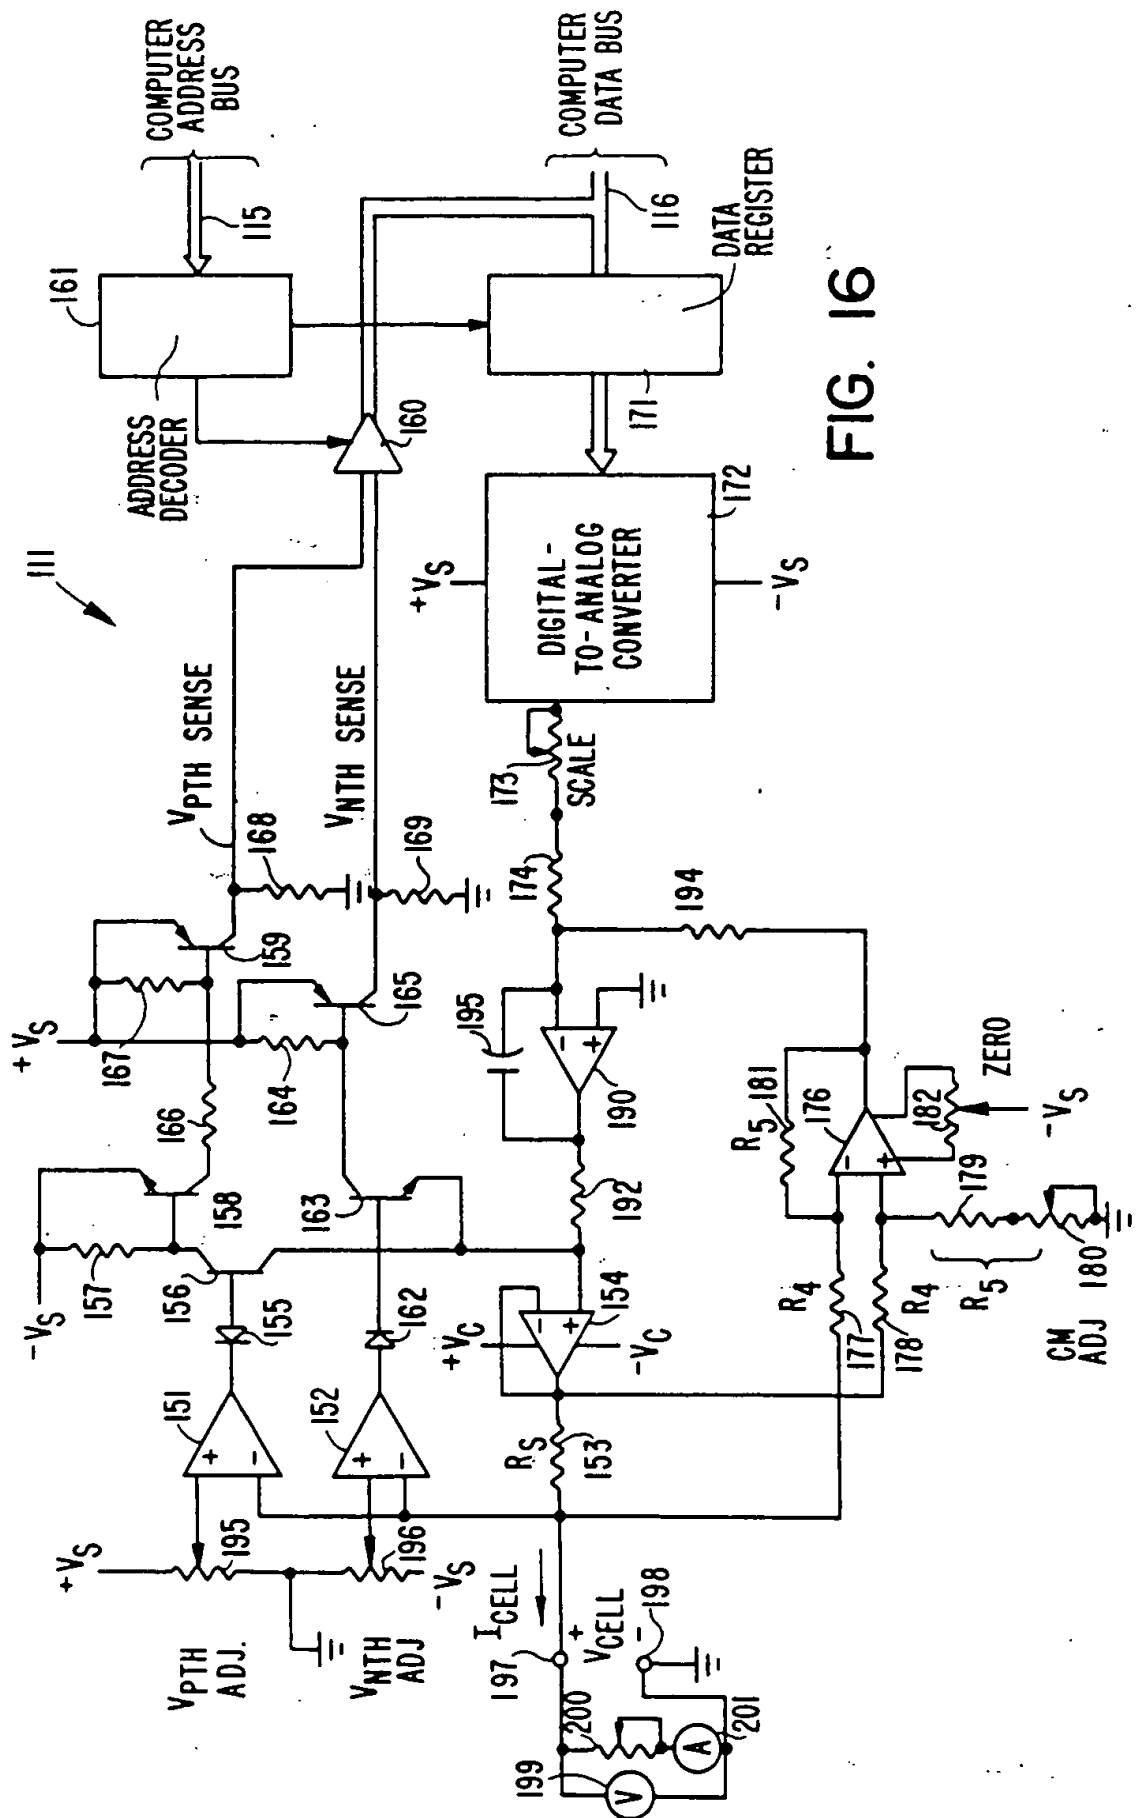 111
COMPUTER
ADDRESS
BUS
115
161
ADDRESS
DECODER
160
COMPUTER
DATA BUS
116
DATA
REGISTER
171
DIGITAL-
TO-ANALOG
CONVERTER
172
+VS
-VS
173
SCALE
174
194
VPTH SENSE
168
VNTH SENSE
169
159
165
+VS
167
164
166
158
163
-VS
157
156
155
162
151
+
-
152
+
-
+VS
195
196
-VS
VPTH
ADJ.
VNTH
ADJ
195
-
+
190
192
+VC
-
+
154
-VC
RS
153
ICELL
197
+
VCELL
-
198
200
199
V
A
201
R5
181
176
-
+
182
ZERO
-VS
R4
177
R4
178
179
R5
180
CM
ADJ
FIG. 16